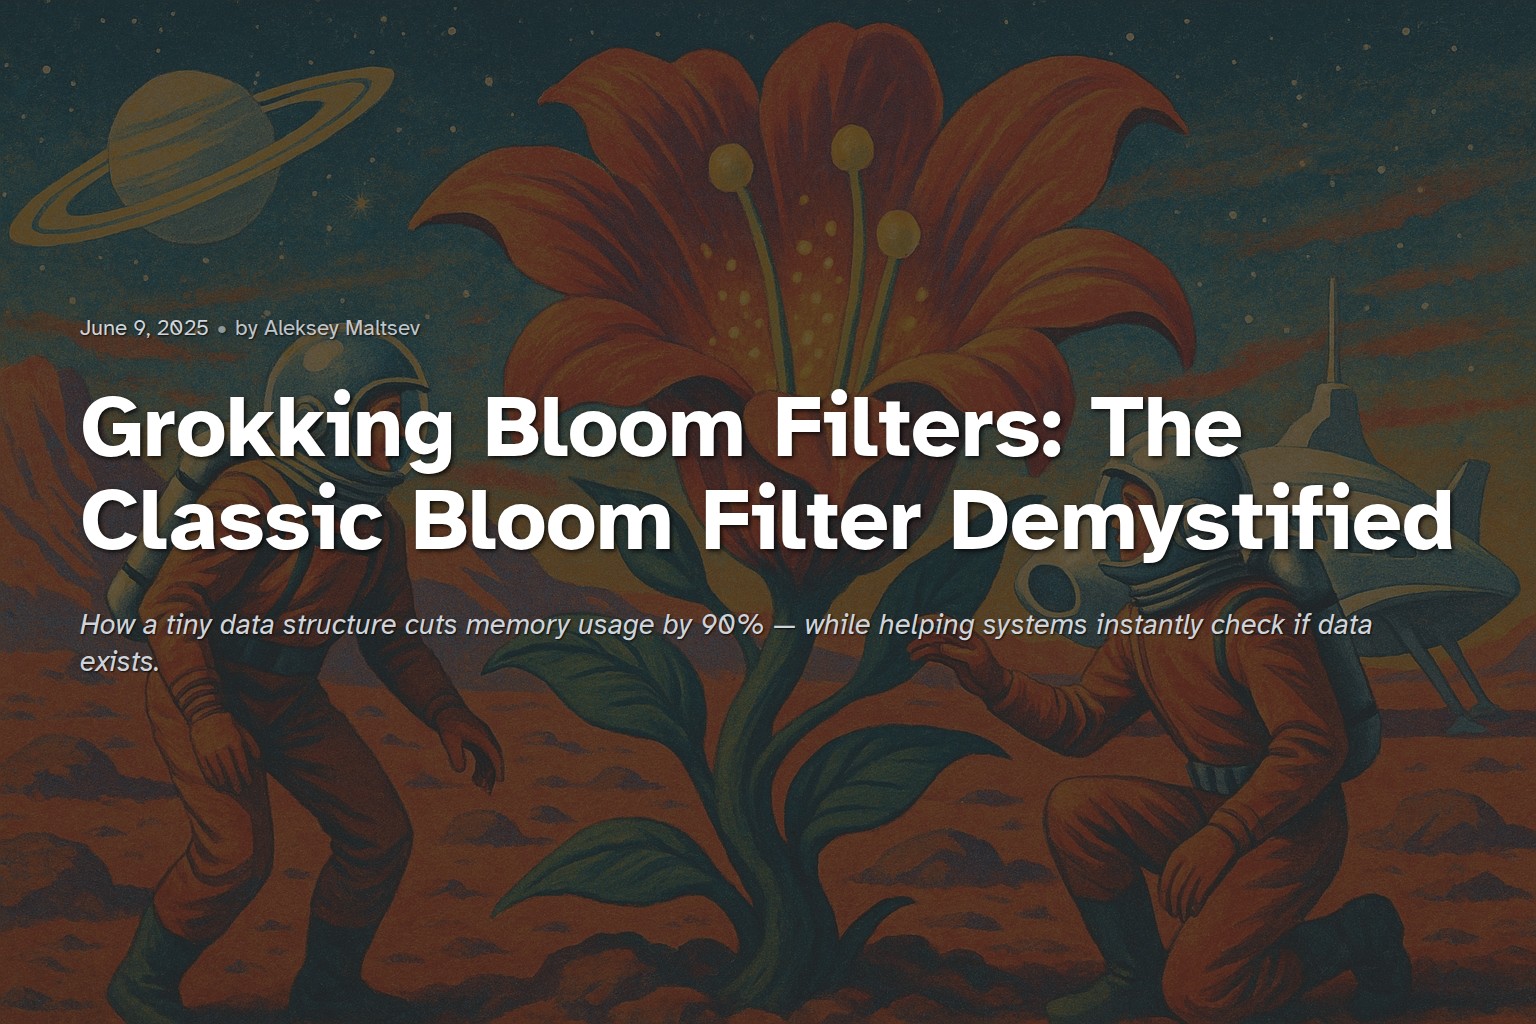 June 9, 2025 • by Aleksey Maltsev
Grokking Bloom Filters: The
Classic Bloom Filter Demystified
How a tiny data structure cuts memory usage by 90% — while helping systems instantly check if data
exists.